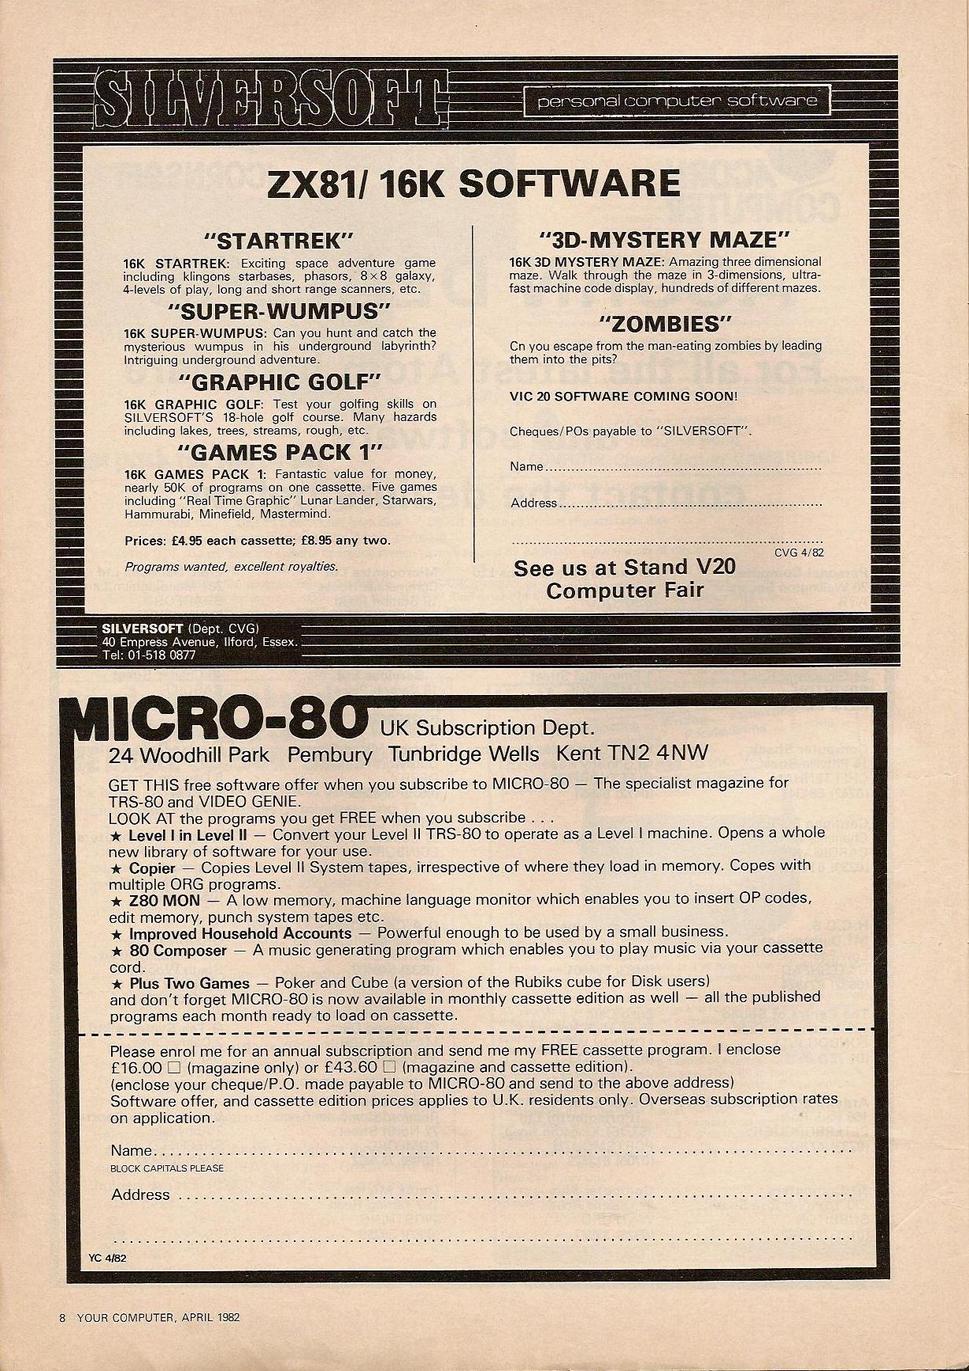 SILVERSOFT
personal computer software
ZX81/ 16K SOFTWARE
"STARTREK"
16K STARTREK: Exciting space adventure game
including klingons starbases, phasors, 8×8 galaxy,
4-levels of play, long and short range scanners, etc.
"SUPER-WUMPUS"
16K SUPER-WUMPUS: Can you hunt and catch the
mysterious wumpus in his underground labyrinth?
Intriguing underground adventure.
"GRAPHIC GOLF"
16K GRAPHIC GOLF: Test your golfing skills on
SILVERSOFT'S 18-hole golf course. Many hazards
including lakes, trees, streams, rough, etc.
"GAMES PACK 1"
16K GAMES PACK 1: Fantastic value for money,
nearly 50K of programs on one cassette. Five games
including "Real Time Graphic" Lunar Lander, Starwars,
Hammurabi, Minefield, Mastermind.
Prices: £4.95 each cassette; £8.95 any two.
Programs wanted, excellent royalties.
"3D-MYSTERY MAZE"
16K 3D MYSTERY MAZE: Amazing three dimensional
maze. Walk through the maze in 3-dimensions, ultra-
fast machine code display, hundreds of different mazes.
"ZOMBIES"
Cn you escape from the man-eating zombies by leading
them into the pits?
VIC 20 SOFTWARE COMING SOON!
Cheques/POs payable to "SILVERSOFT".
Name
Address
CVG 4/82
See us at Stand V20
Computer Fair
SILVERSOFT (Dept. CVG)
40 Empress Avenue, Ilford, Essex.
Tel: 01-518 0877
MICRO-80 UK Subscription Dept.
24 Woodhill Park Pembury Tunbridge Wells Kent TN2 4NW
GET THIS free software offer when you subscribe to MICRO-80 — The specialist magazine for
TRS-80 and VIDEO GENIE.
LOOK AT the programs you get FREE when you subscribe . . .
★ Level I in Level II — Convert your Level II TRS-80 to operate as a Level I machine. Opens a whole
new library of software for your use.
★ Copier — Copies Level II System tapes, irrespective of where they load in memory. Copes with
multiple ORG programs.
★ Z80 MON — A low memory, machine language monitor which enables you to insert OP codes,
edit memory, punch system tapes etc.
★ Improved Household Accounts — Powerful enough to be used by a small business.
★ 80 Composer — A music generating program which enables you to play music via your cassette
cord.
★ Plus Two Games — Poker and Cube (a version of the Rubiks cube for Disk users)
and don't forget MICRO-80 is now available in monthly cassette edition as well — all the published
programs each month ready to load on cassette.
Please enrol me for an annual subscription and send me my FREE cassette program. I enclose
£16.00 □ (magazine only) or £43.60 □ (magazine and cassette edition).
(enclose your cheque/P.O. made payable to MICRO-80 and send to the above address)
Software offer, and cassette edition prices applies to U.K. residents only. Overseas subscription rates
on application.
Name
BLOCK CAPITALS PLEASE
Address
YC 4/82
8 YOUR COMPUTER, APRIL 1982